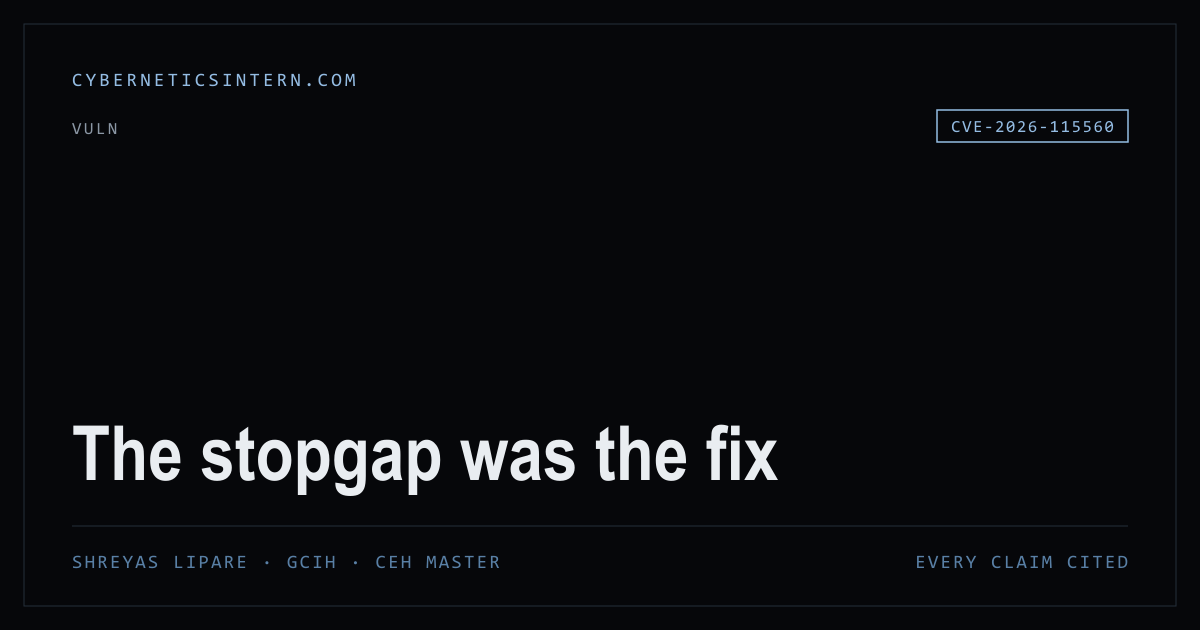 CYBERNETICSINTERN.COM
VULN
CVE-2026-115560
The stopgap was the fix
SHREYAS LIPARE · GCIH · CEH MASTER
EVERY CLAIM CITED